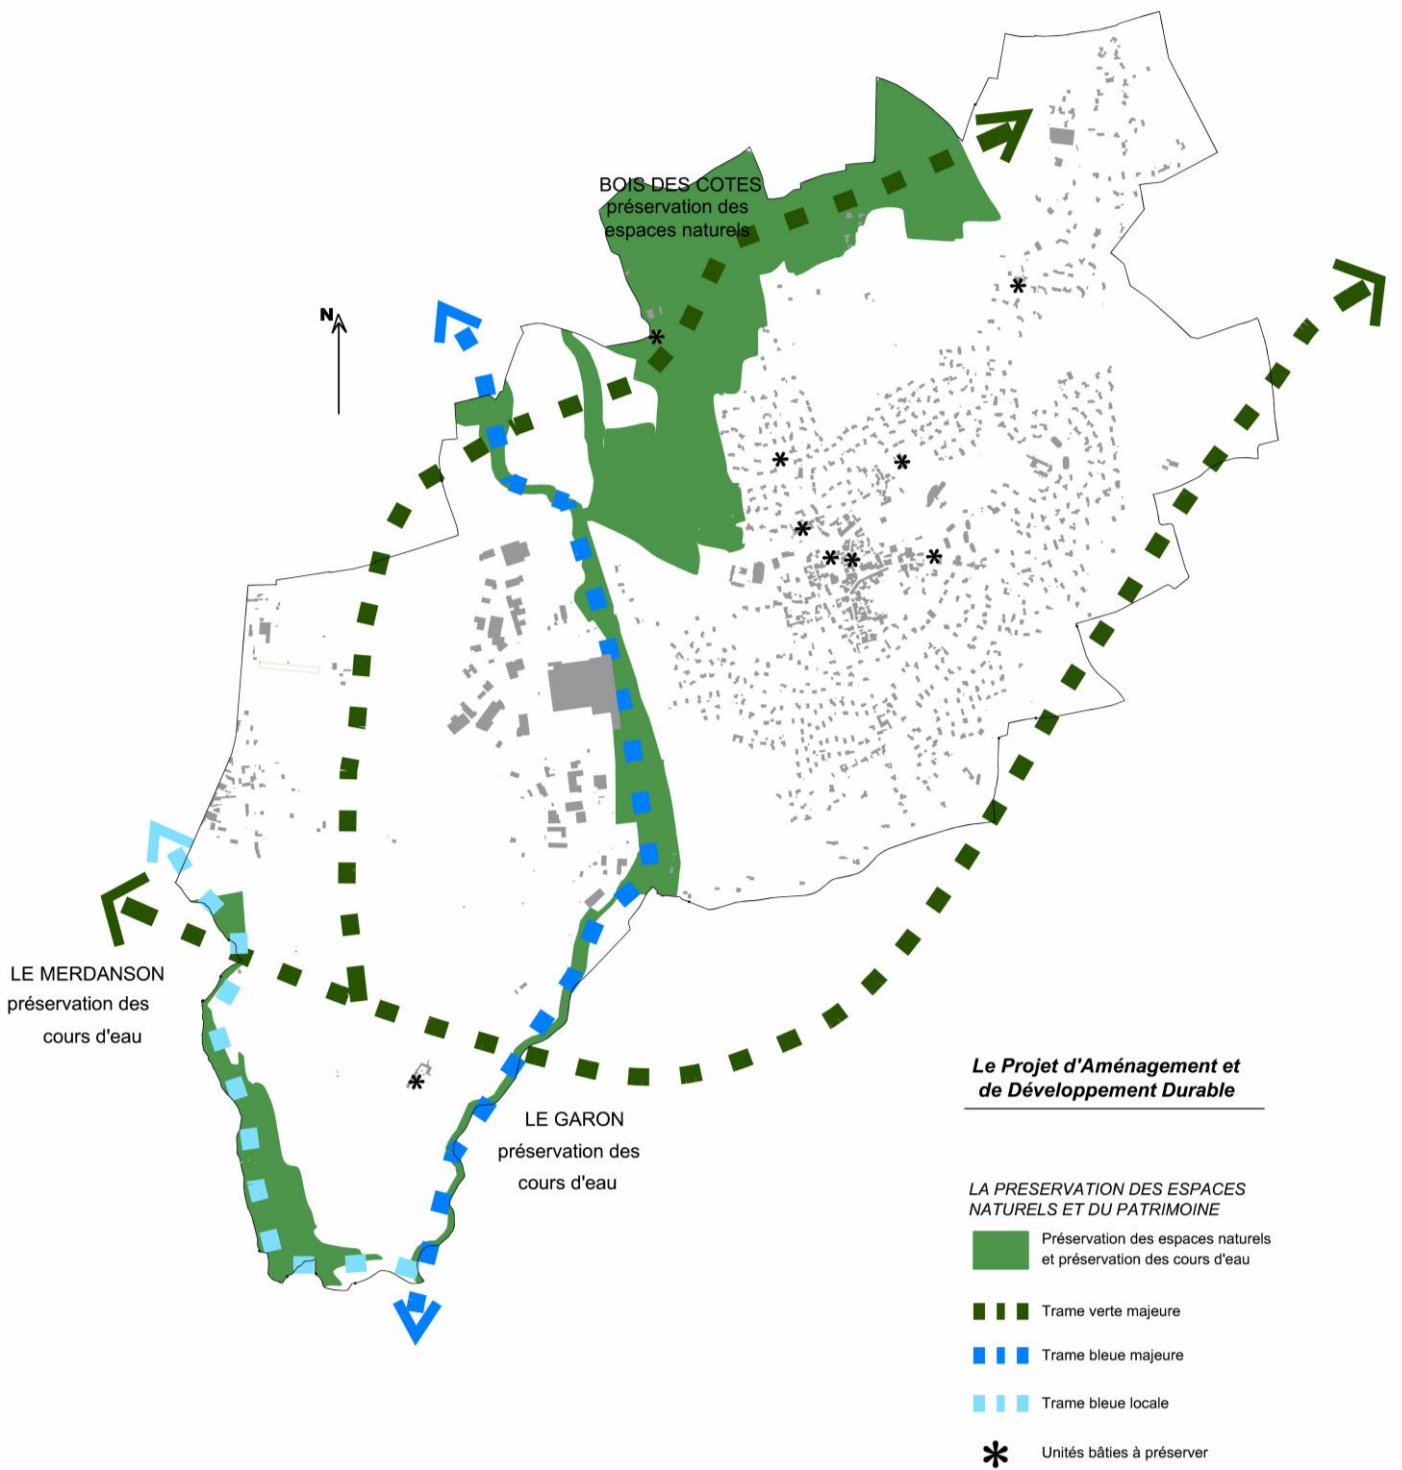 BOIS DES COTES
préservation des
espaces naturels
N
LE MERDANSON
préservation des
cours d'eau
LE GARON
préservation des
cours d'eau
Le Projet d'Aménagement et
de Développement Durable
LA PRESERVATION DES ESPACES
NATURELS ET DU PATRIMOINE
Préservation des espaces naturels
et préservation des cours d'eau
Trame verte majeure
Trame bleue majeure
Trame bleue locale
Unités bâties à préserver